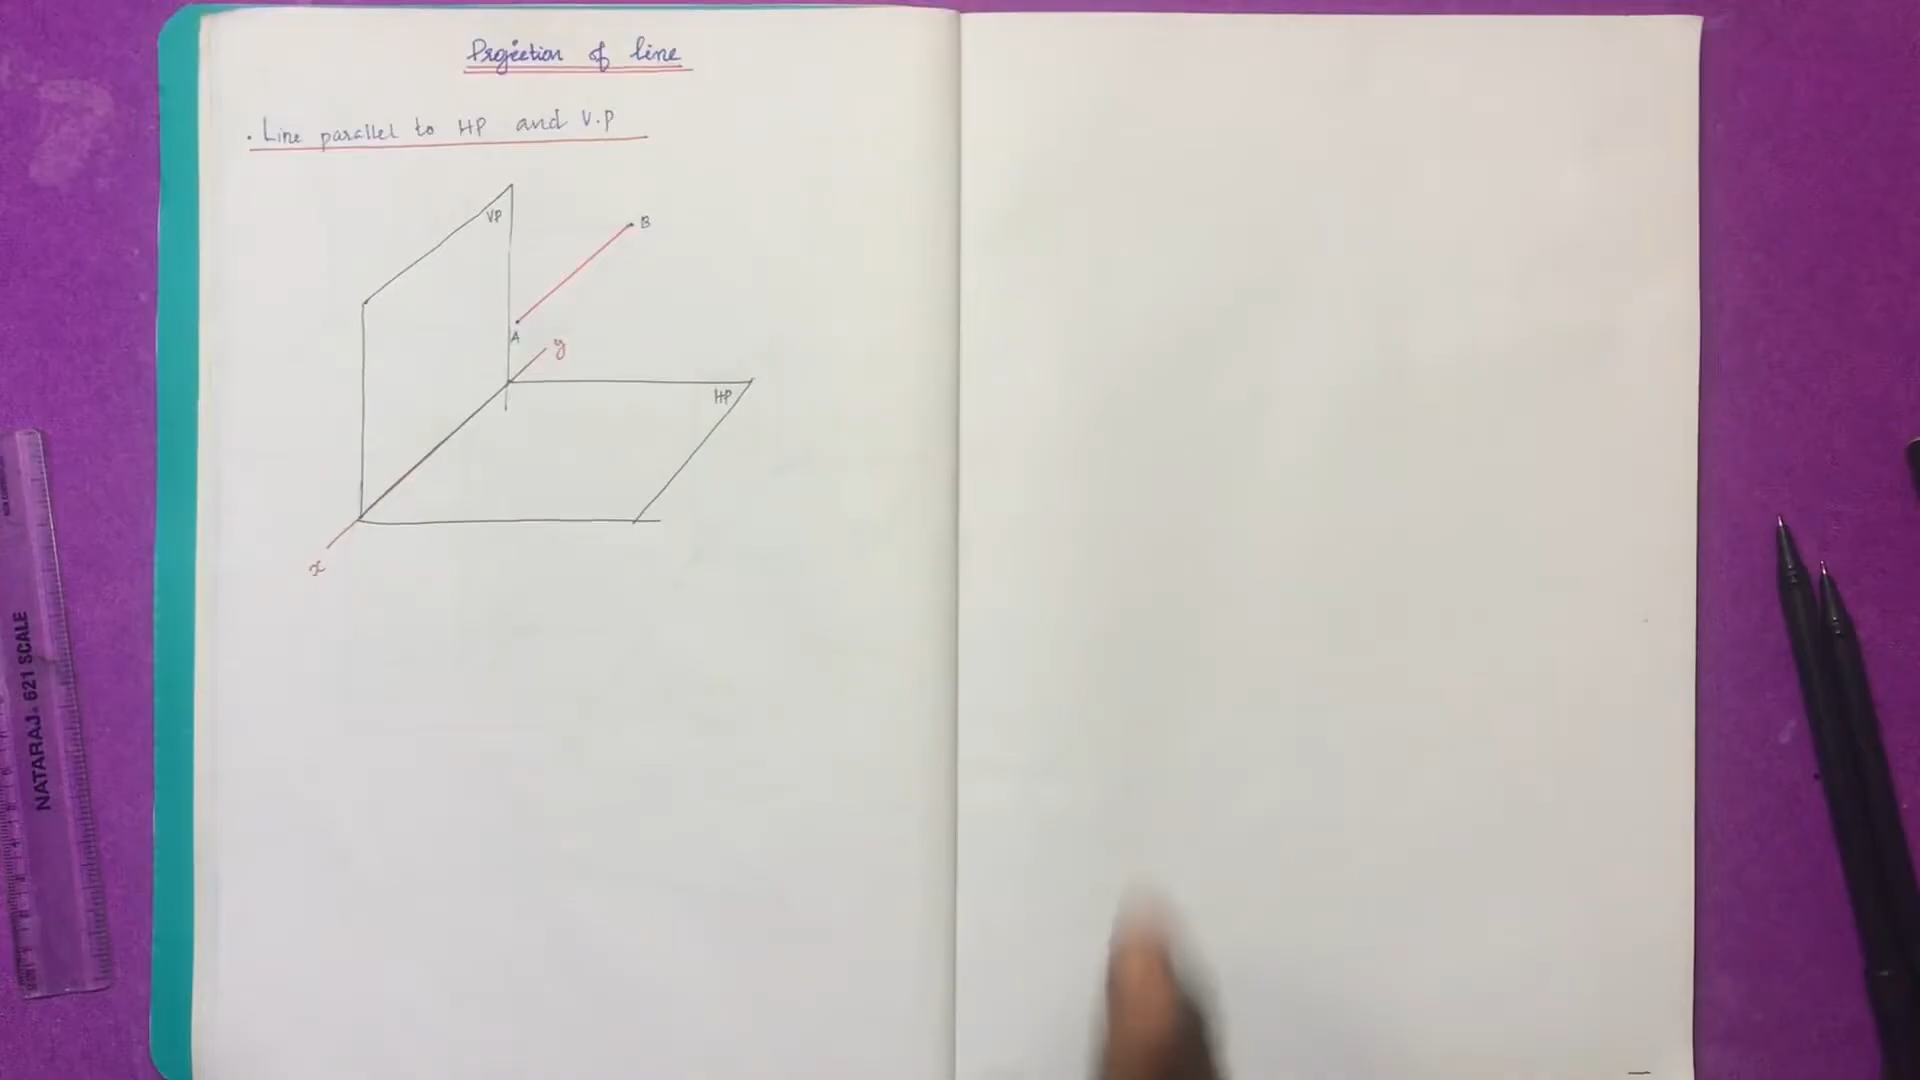 Projection of line
. Line parallel to HP and V.P
VP
B
A
y
HP
x
NATARAJ. 621 SCALE